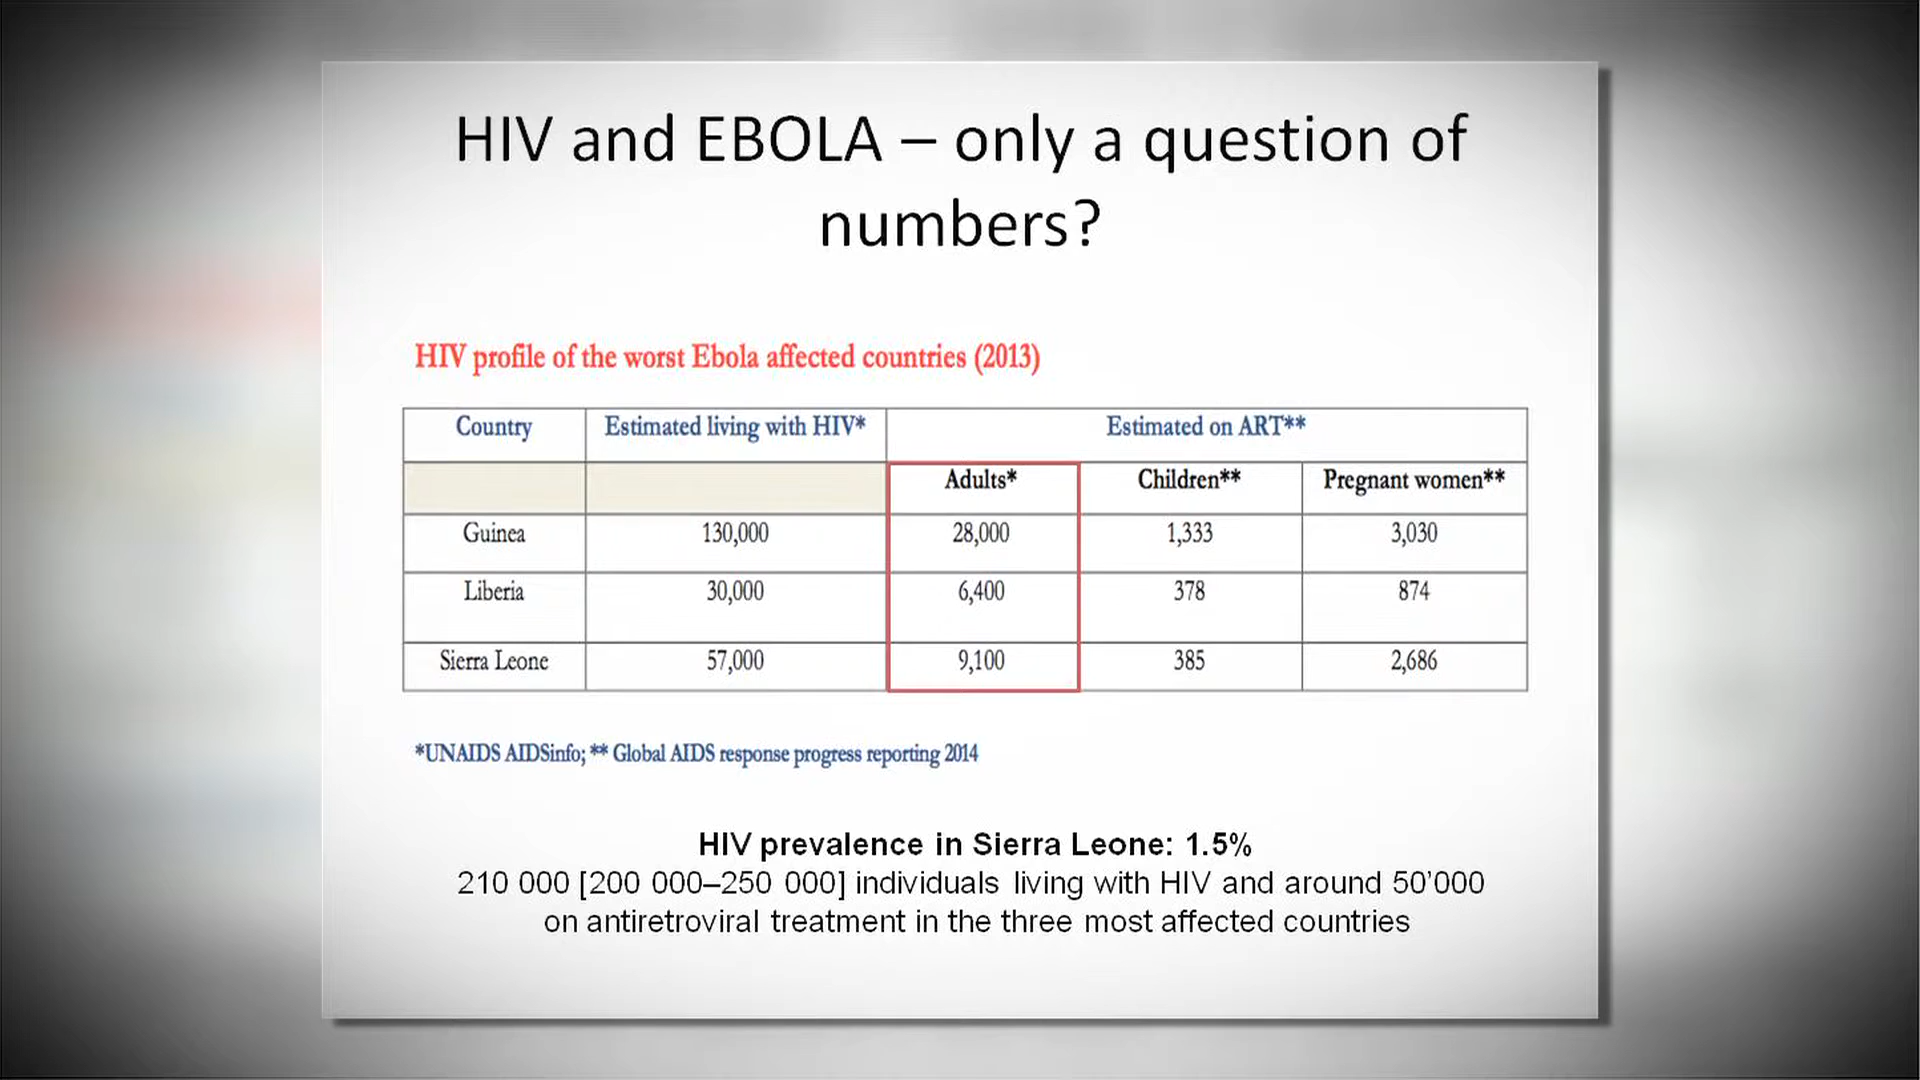 HIV and EBOLA – only a question of
numbers?
HIV profile of the worst Ebola affected countries (2013)
Country Estimated living with HIV* Estimated on ART**
Adults* Children** Pregnant women**
Guinea 130,000 28,000 1,333 3,030
Liberia 30,000 6,400 378 874
Sierra Leone 57,000 9,100 385 2,686
*UNAIDS AIDSinfo; ** Global AIDS response progress reporting 2014
HIV prevalence in Sierra Leone: 1.5%
210 000 [200 000–250 000] individuals living with HIV and around 50’000
on antiretroviral treatment in the three most affected countries